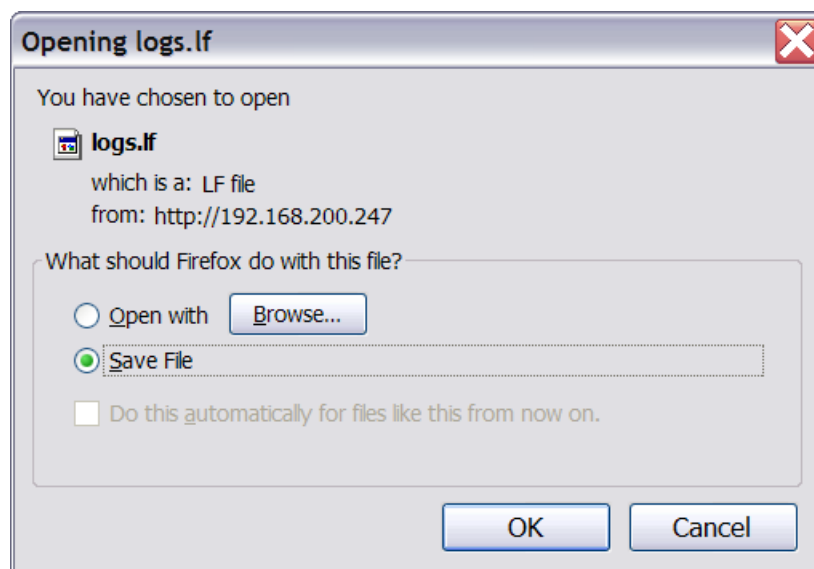 Opening logs.lf
You have chosen to open
logs.lf
which is a: LF file
from: http://192.168.200.247
What should Firefox do with this file?
Open with Browse...
Save File
Do this automatically for files like this from now on.
OK Cancel